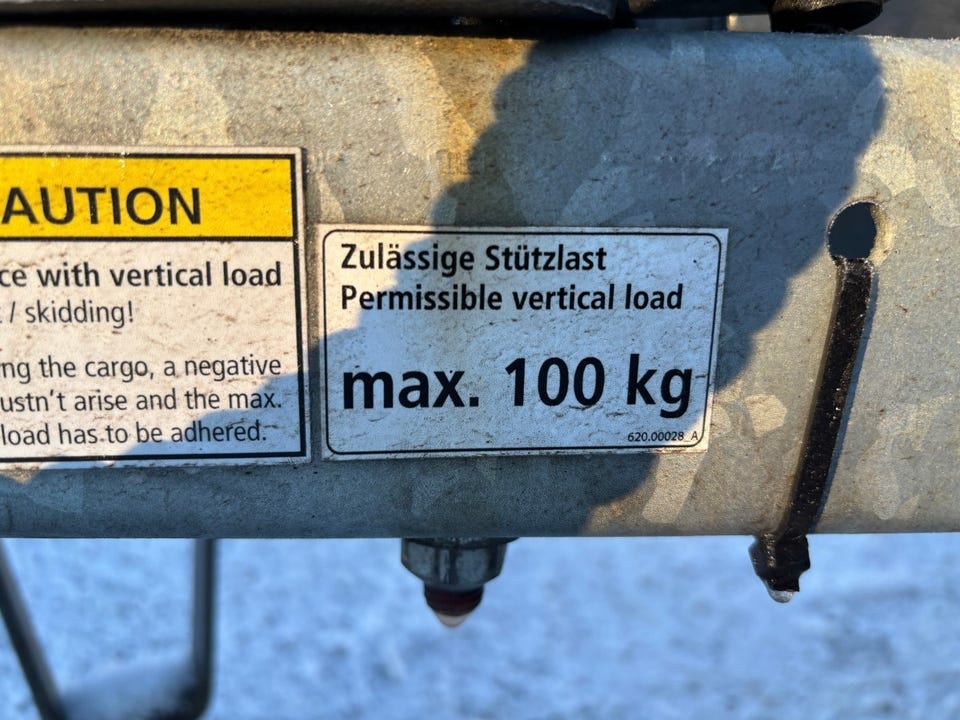 AUTION
ce with vertical load
/ skidding!
ng the cargo, a negative
ustn't arise and the max.
load has to be adhered.
Zulässige Stützlast
Permissible vertical load
max. 100 kg
620.00028_A